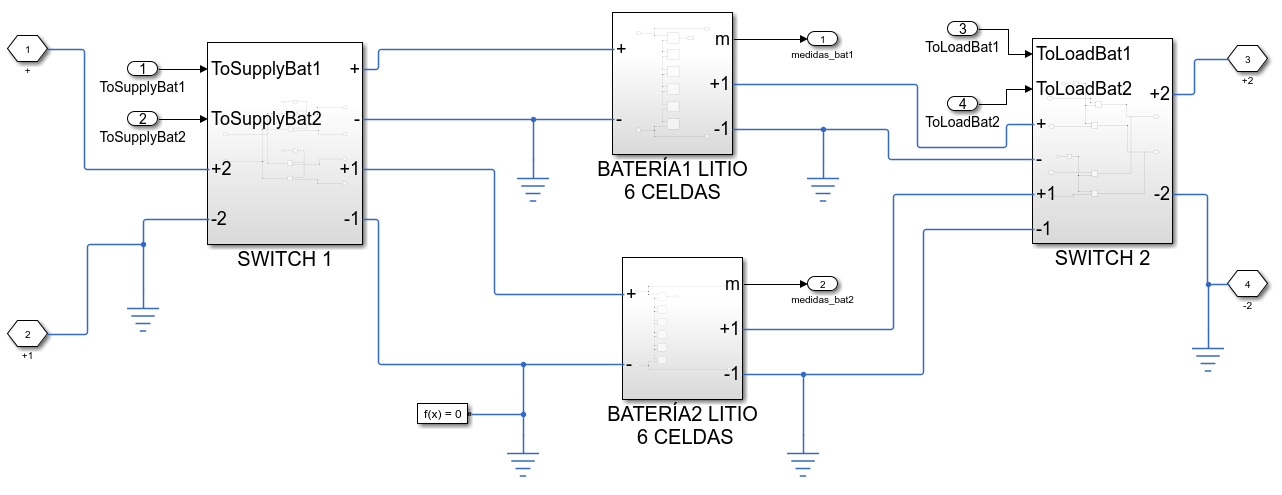 1
+
1
ToSupplyBat1
2
ToSupplyBat2
2
+1
ToSupplyBat1
ToSupplyBat2
+2
-2
+
-
+1
-1
SWITCH 1
+
-
m
+1
-1
BATERÍA1 LITIO
6 CELDAS
1
medidas_bat1
+
-
m
+1
-1
BATERÍA2 LITIO
6 CELDAS
2
medidas_bat2
f(x) = 0
3
ToLoadBat1
4
ToLoadBat2
ToLoadBat1
ToLoadBat2
+
-
+1
-1
+2
-2
SWITCH 2
3
+2
4
-2